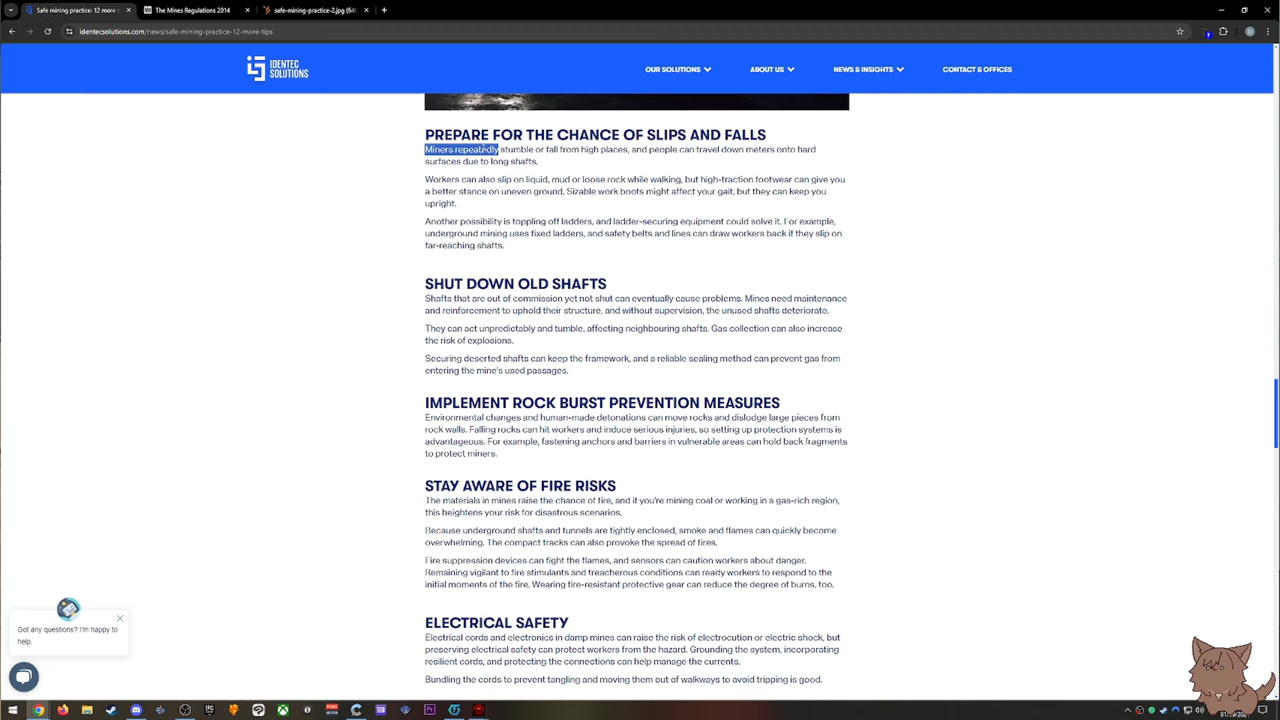 Safe mining practice: 12 more t
The Mines Regulations 2014
safe-mining-practice-2.jpg (64
identecsolutions.com/news/safe-mining-practice-12-more-tips
IDENTEC
SOLUTIONS
OUR SOLUTIONS
ABOUT US
NEWS & INSIGHTS
CONTACT & OFFICES
PREPARE FOR THE CHANCE OF SLIPS AND FALLS
Miners repeatedly stumble or fall from high places, and people can travel down meters onto hard
surfaces due to long shafts.
Workers can also slip on liquid, mud or loose rock while walking, but high-traction footwear can give you
a better stance on uneven ground. Sizable work boots might affect your gait, but they can keep you
upright.
Another possibility is toppling off ladders, and ladder-securing equipment could solve it. For example,
underground mining uses fixed ladders, and safety belts and lines can draw workers back if they slip on
far-reaching shafts.
SHUT DOWN OLD SHAFTS
Shafts that are out of commission yet not shut can eventually cause problems. Mines need maintenance
and reinforcement to uphold their structure, and without supervision, the unused shafts deteriorate.
They can act unpredictably and tumble, affecting neighbouring shafts. Gas collection can also increase
the risk of explosions.
Securing deserted shafts can keep the framework, and a reliable sealing method can prevent gas from
entering the mine's used passages.
IMPLEMENT ROCK BURST PREVENTION MEASURES
Environmental changes and human-made detonations can move rocks and dislodge large pieces from
rock walls. Falling rocks can hit workers and induce serious injuries, so setting up protection systems is
advantageous. For example, fastening anchors and barriers in vulnerable areas can hold back fragments
to protect miners.
STAY AWARE OF FIRE RISKS
The materials in mines raise the chance of fire, and if you're mining coal or working in a gas-rich region,
this heightens your risk for disastrous scenarios.
Because underground shafts and tunnels are tightly enclosed, smoke and flames can quickly become
overwhelming. The compact tracks can also provoke the spread of fires.
Fire suppression devices can fight the flames, and sensors can caution workers about danger.
Remaining vigilant to fire stimulants and treacherous conditions can ready workers to respond to the
initial moments of the fire. Wearing fire-resistant protective gear can reduce the degree of burns, too.
ELECTRICAL SAFETY
Electrical cords and electronics in damp mines can raise the risk of electrocution or electric shock, but
preserving electrical safety can protect workers from the hazard. Grounding the system, incorporating
resilient cords, and protecting the connections can help manage the currents.
Bundling the cords to prevent tangling and moving them out of walkways to avoid tripping is good.
Got any questions? I'm happy to
help.